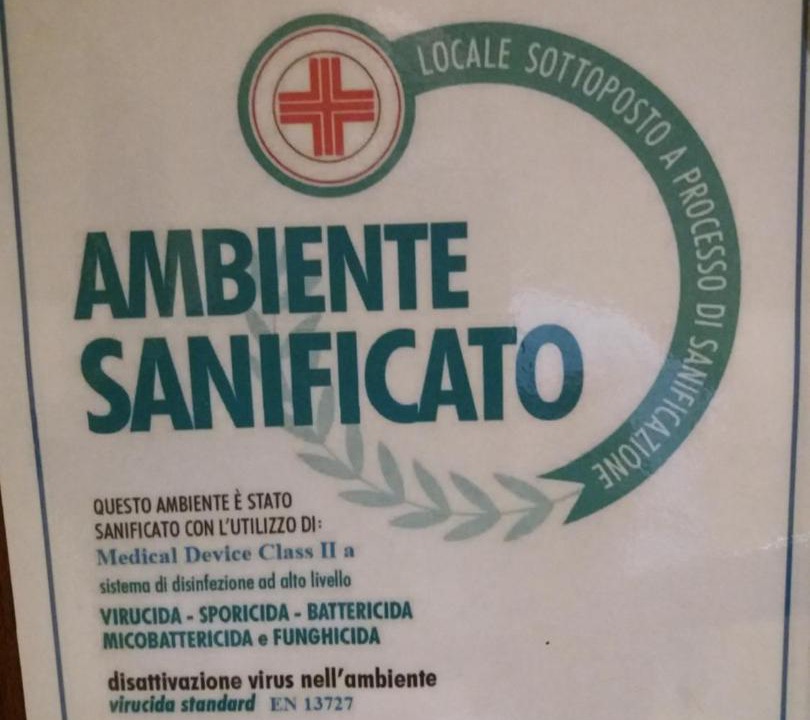 LOCALE SOTTOPOSTO A PROCESSO DI SANIFICAZIONE
AMBIENTE
SANIFICATO
QUESTO AMBIENTE È STATO
SANIFICATO CON L'UTILIZZO DI:
Medical Device Class II a
sistema di disinfezione ad alto livello
VIRUCIDA - SPORICIDA - BATTERICIDA
MICOBATTERICIDA e FUNGHICIDA
disattivazione virus nell'ambiente
virucida standard EN 13727